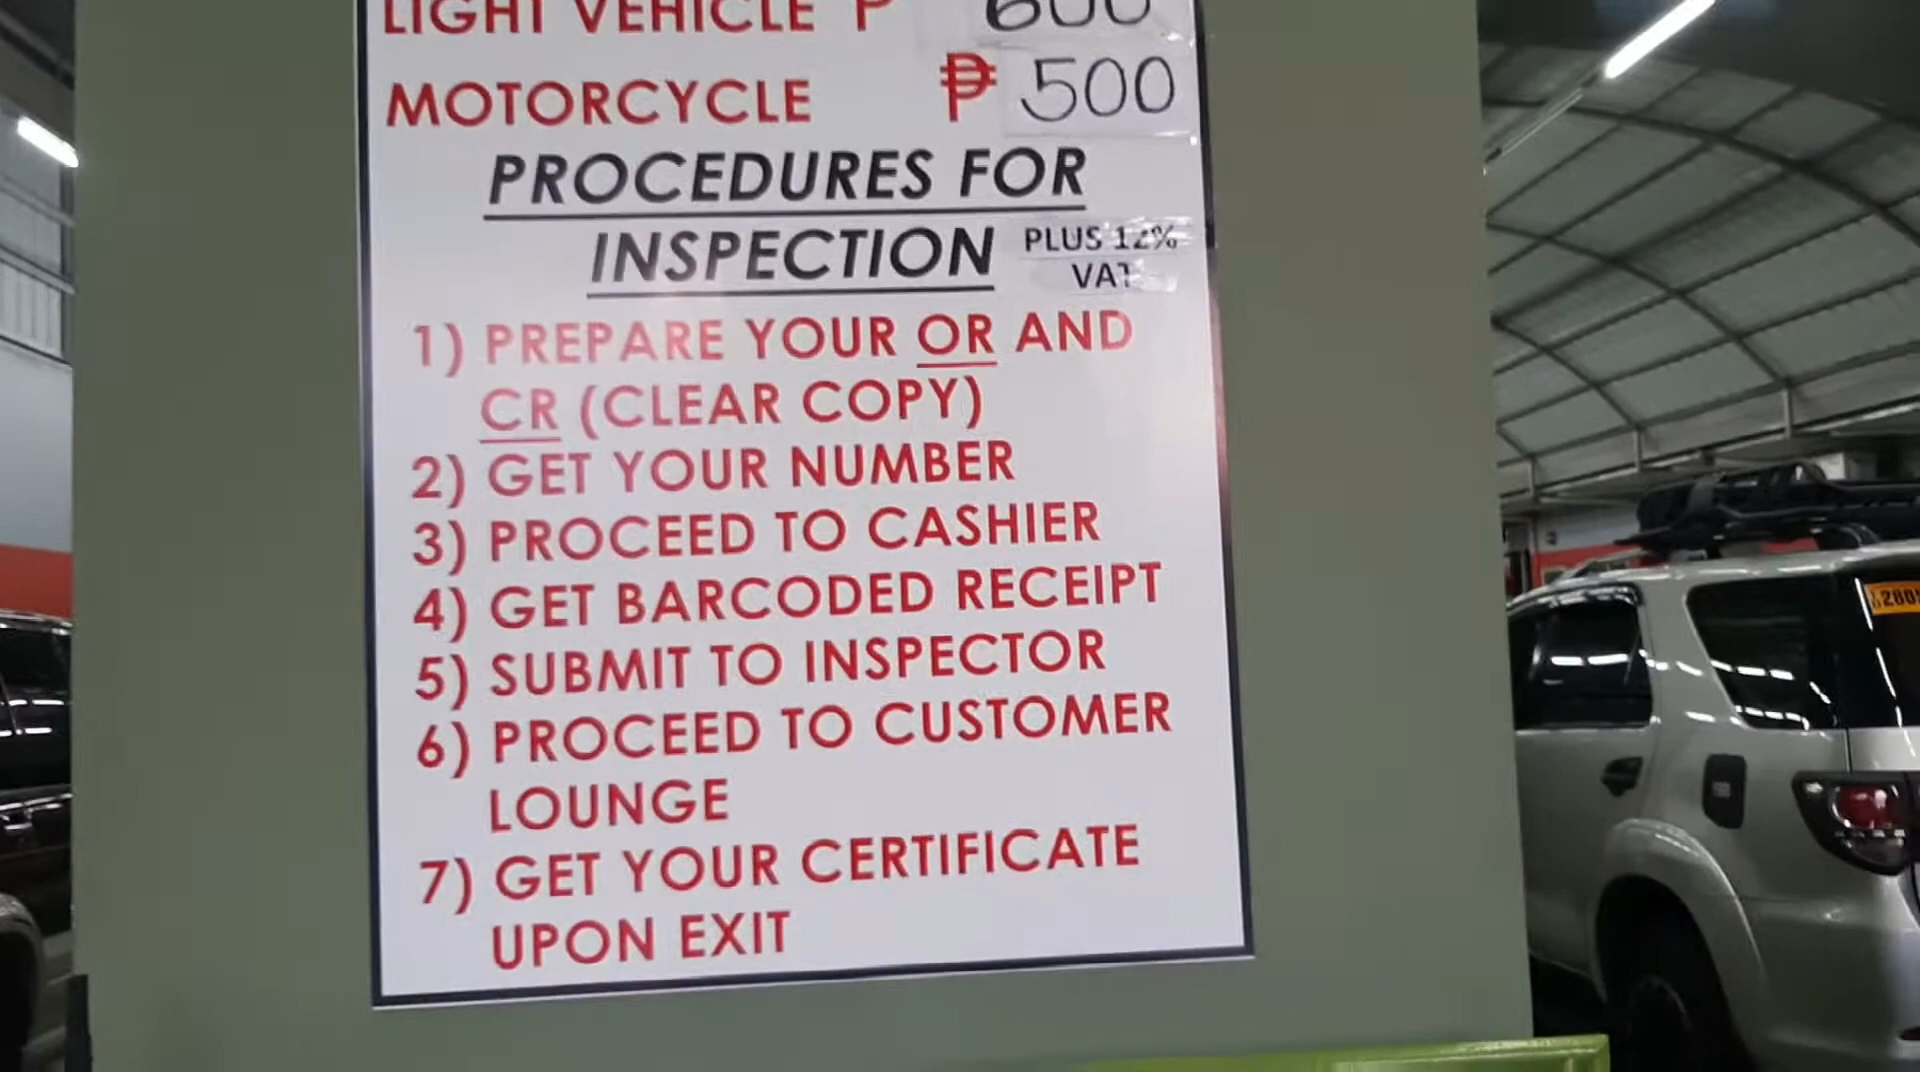 LIGHT VEHICLE ₱ 600
MOTORCYCLE ₱ 500
PROCEDURES FOR
INSPECTION
PLUS 12%
VAT
1) PREPARE YOUR OR AND
CR (CLEAR COPY)
2) GET YOUR NUMBER
3) PROCEED TO CASHIER
4) GET BARCODED RECEIPT
5) SUBMIT TO INSPECTOR
6) PROCEED TO CUSTOMER
LOUNGE
7) GET YOUR CERTIFICATE
UPON EXIT